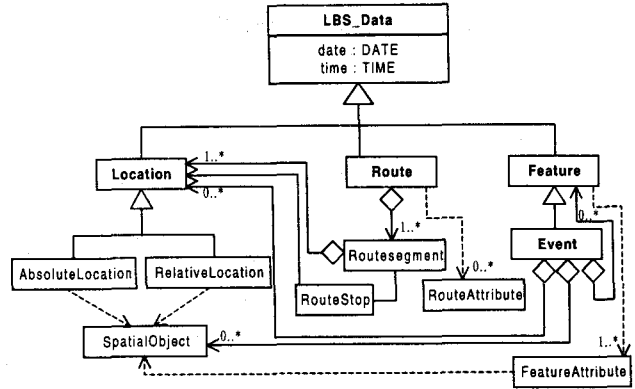 LBS_Data
date : DATE
time : TIME
1..*
Location
Route
Feature
0..*
0..*
1..*
Event
AbsoluteLocation
RelativeLocation
Routesegment
0..*
RouteStop
RouteAttribute
SpatialObject
0..*
1..*
FeatureAttribute